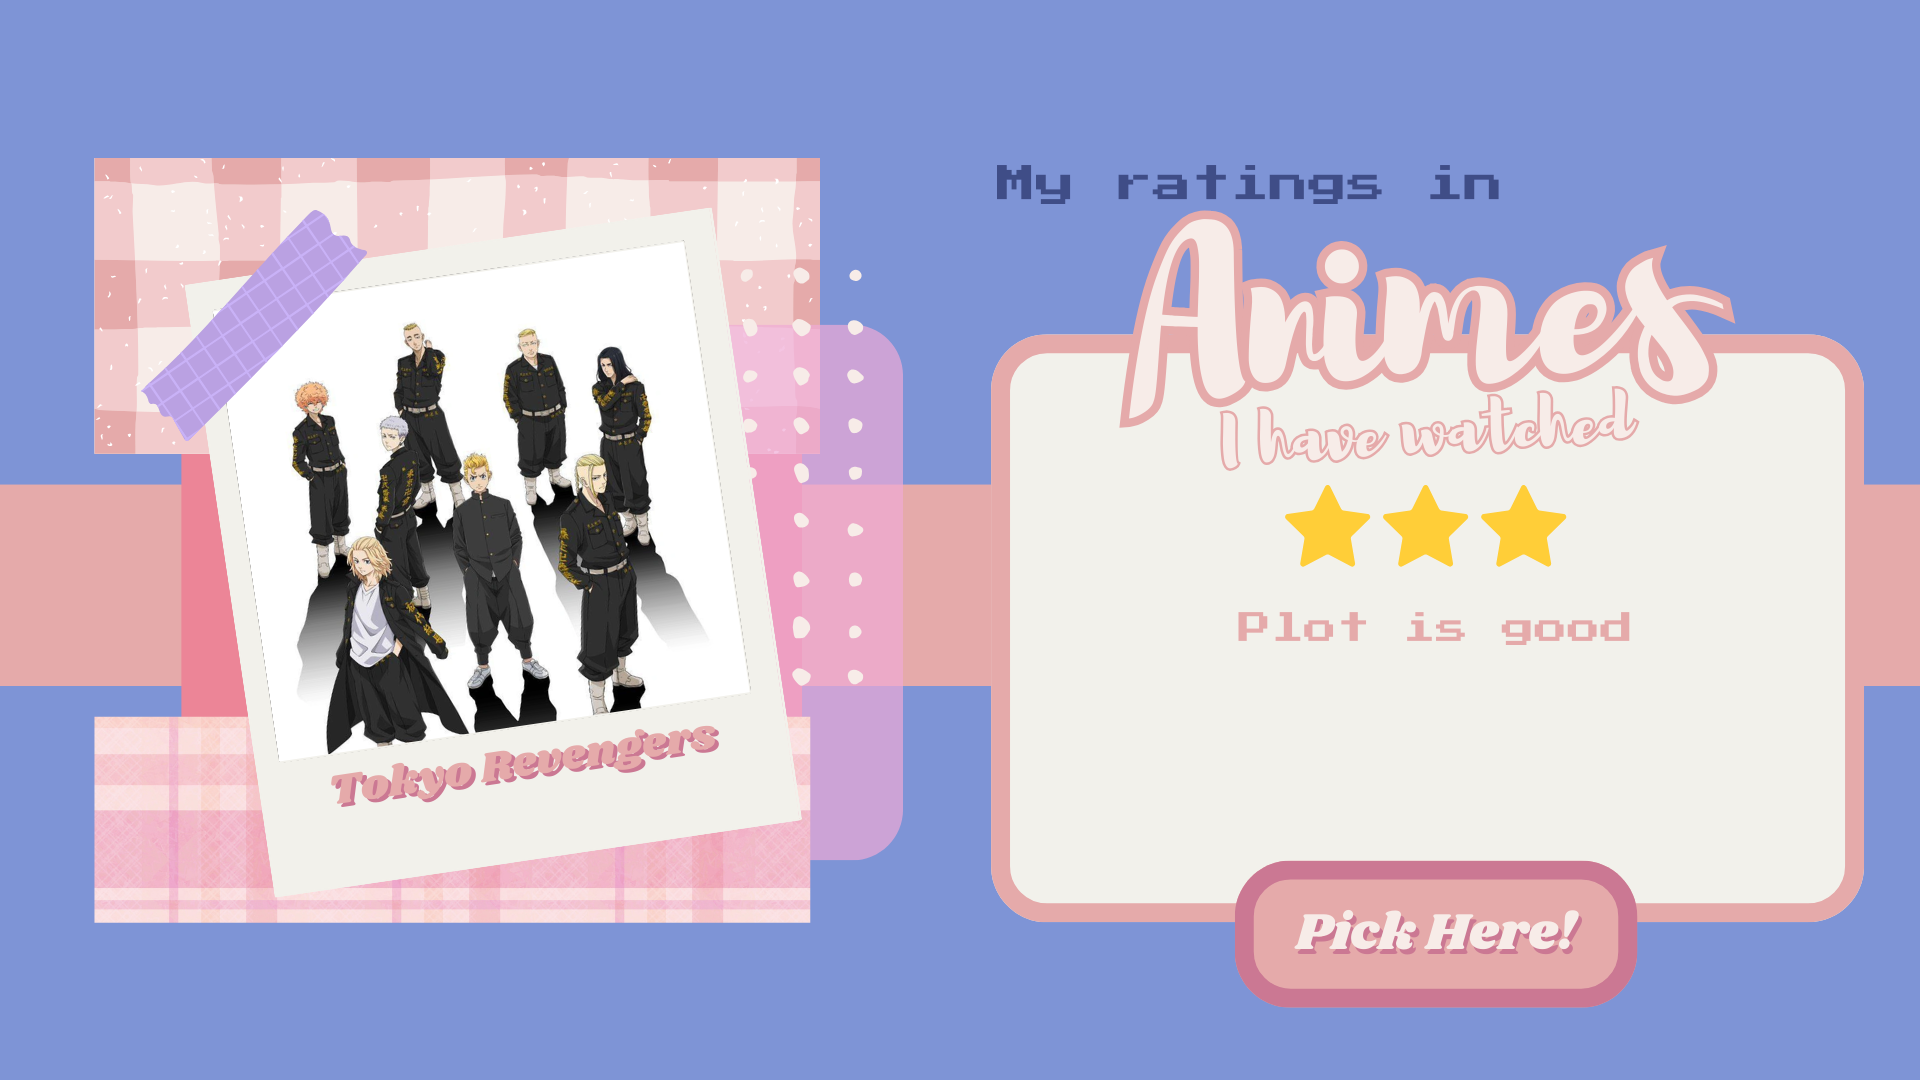 My ratings in
Animes
I have watched
Plot is good
Tokyo Revengers
Pick Here!